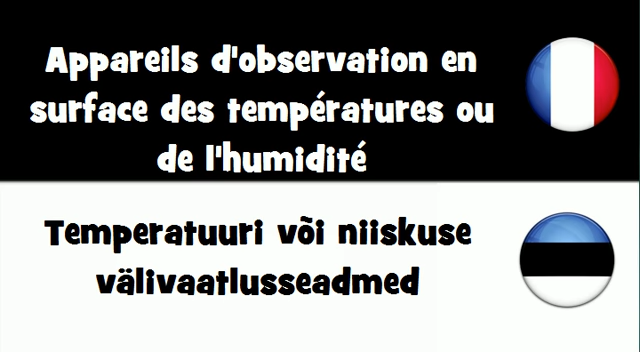 Appareils d'observation en
surface des températures ou
de l'humidité
Temperatuuri või niiskuse
välivaatlusseadmed